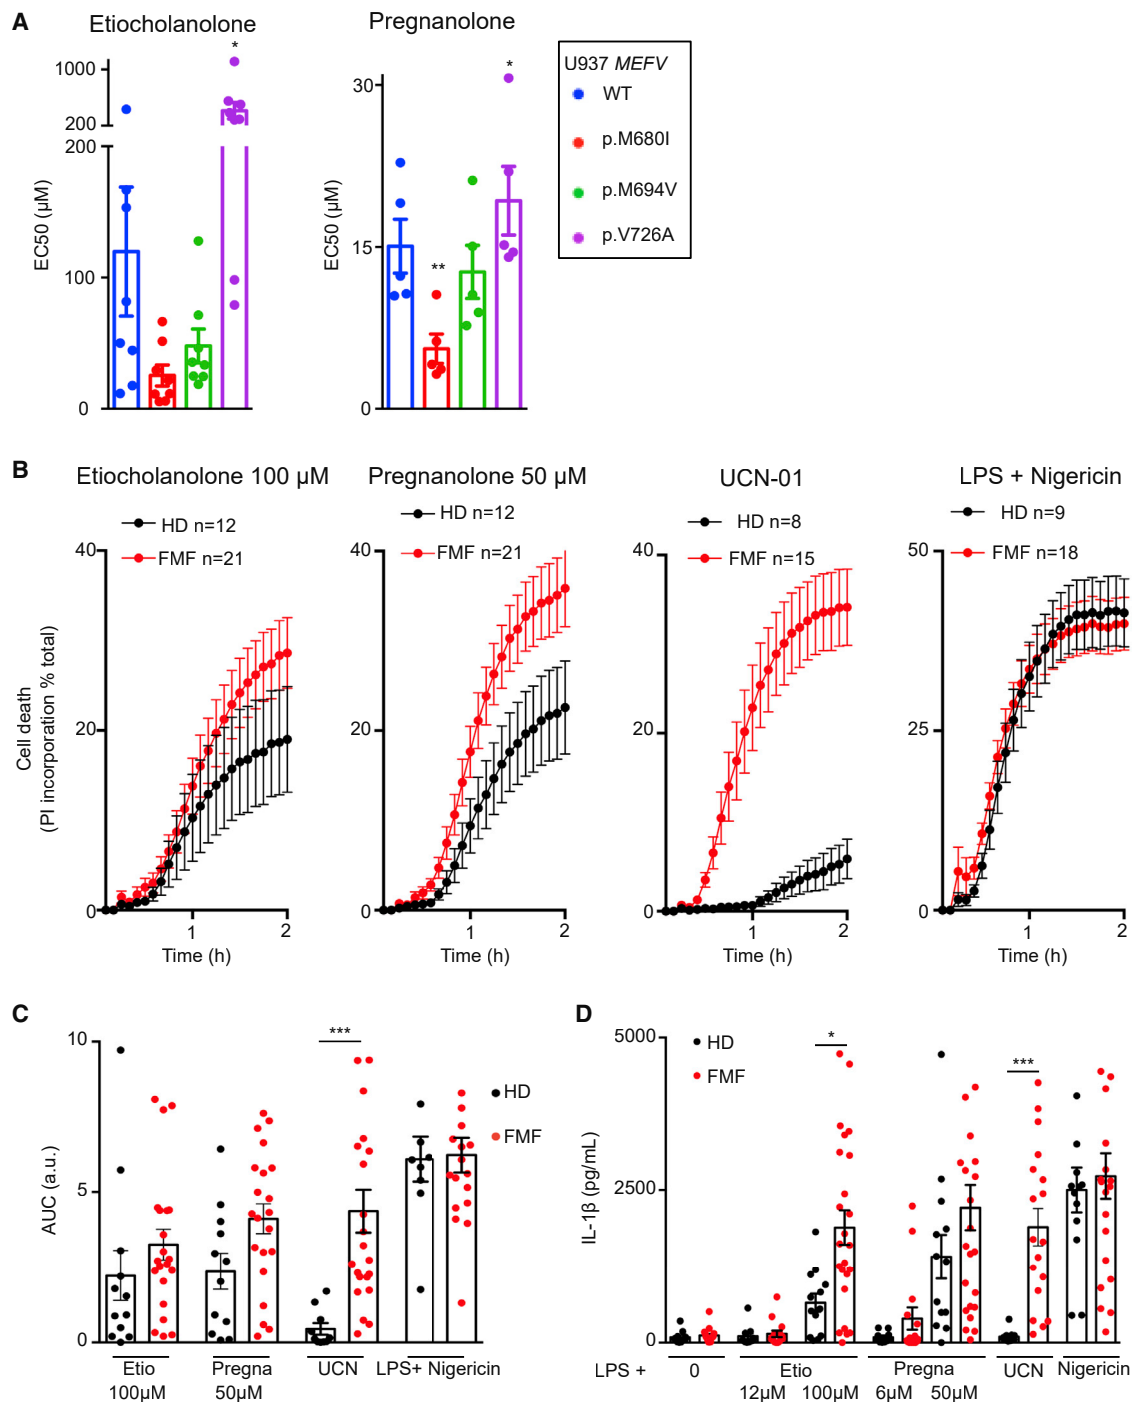 A
Etiocholanolone
Pregnanolone
*
*
**
1000
200
200
100
0
EC50 (µM)
30
15
0
EC50 (µM)
U937 MEFV
WT
p.M680I
p.M694V
p.V726A
B
Etiocholanolone 100 µM
Pregnanolone 50 µM
UCN-01
LPS + Nigericin
HD n=12
FMF n=21
HD n=12
FMF n=21
HD n=8
FMF n=15
HD n=9
FMF n=18
Cell death
(PI incorporation % total)
40
20
0
1
2
Time (h)
40
20
0
1
2
Time (h)
40
20
0
1
2
Time (h)
50
25
0
1
2
Time (h)
C
10
5
0
AUC (a.u.)
***
HD
FMF
Etio
100µM
Pregna
50µM
UCN
LPS+ Nigericin
D
5000
2500
0
IL-1β (pg/mL)
HD
FMF
*
***
LPS +
0
Etio
12µM
100µM
Pregna
6µM
50µM
UCN
Nigericin